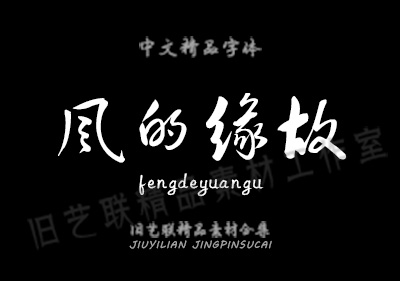 中文精品字体
风的缘故
fengdeyuangu
旧艺联精品素材工作室
旧艺联精品素材合集
JIUYILIAN JINGPINSUCAI